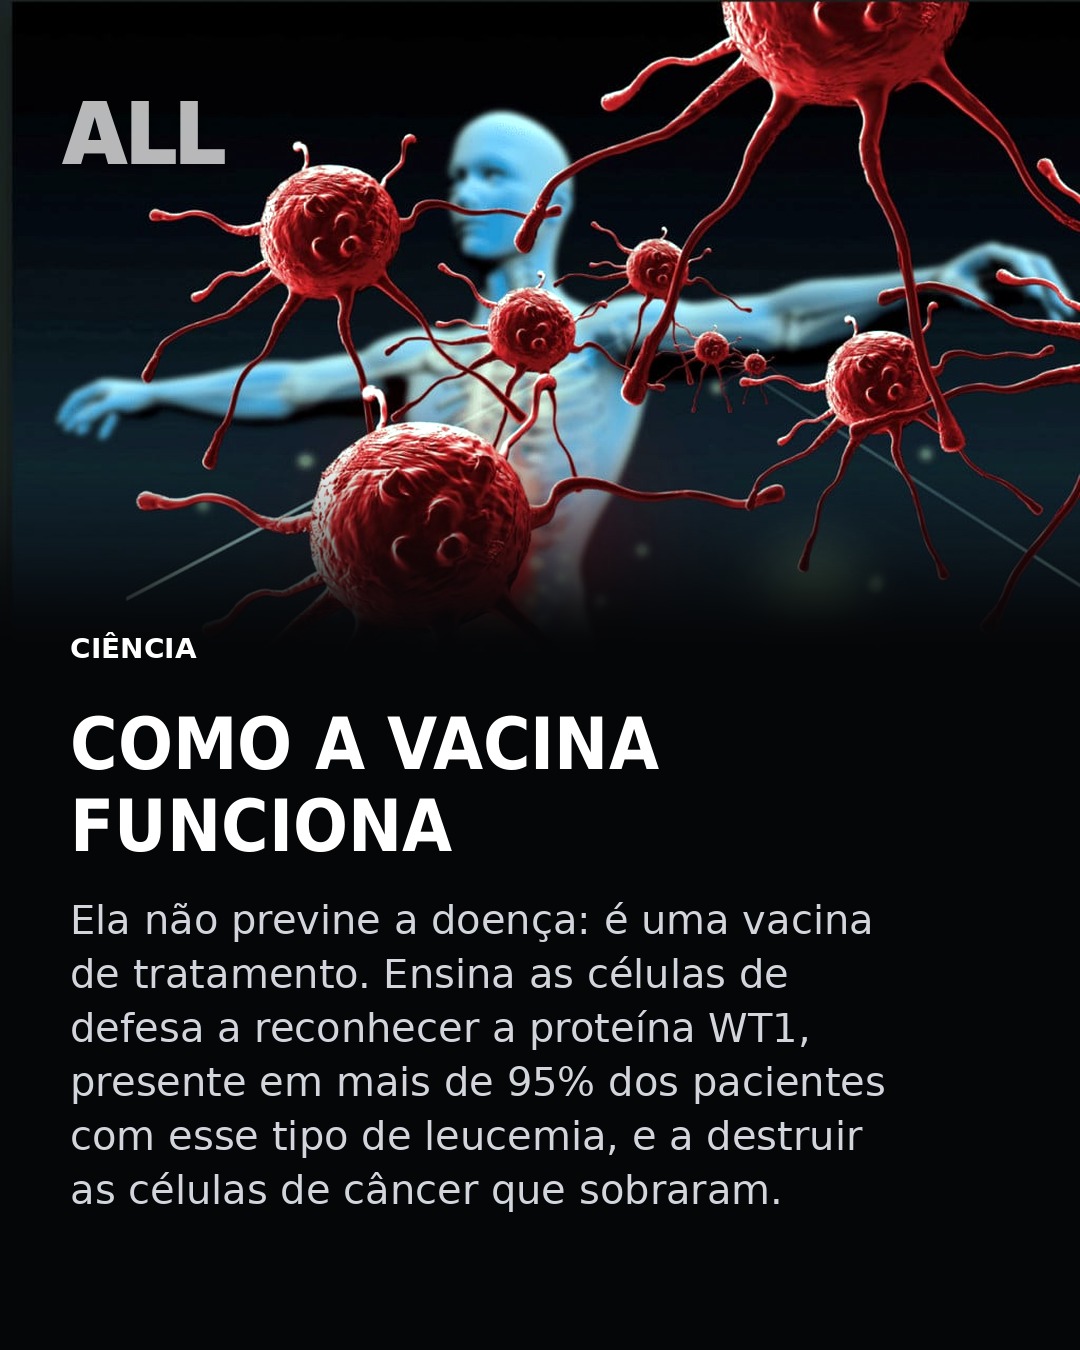 ALL
CIÊNCIA
COMO A VACINA
FUNCIONA
Ela não previne a doença: é uma vacina
de tratamento. Ensina as células de
defesa a reconhecer a proteína WT1,
presente em mais de 95% dos pacientes
com esse tipo de leucemia, e a destruir
as células de câncer que sobraram.